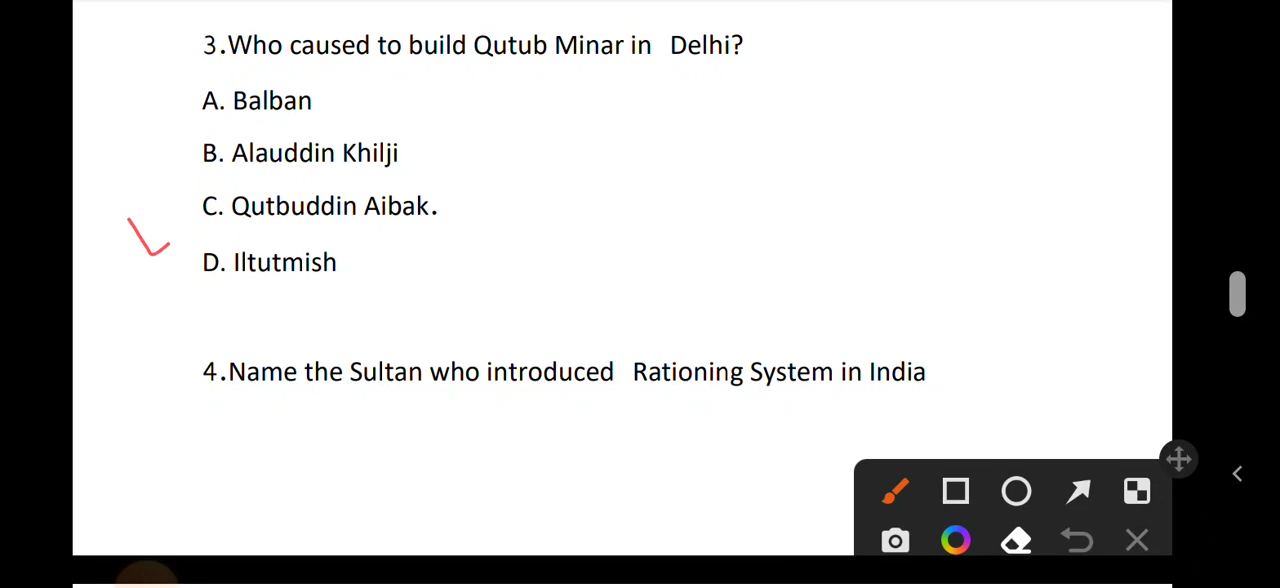 3.Who caused to build Qutub Minar in Delhi?
A. Balban
B. Alauddin Khilji
C. Qutbuddin Aibak.
D. Iltutmish
4.Name the Sultan who introduced Rationing System in India